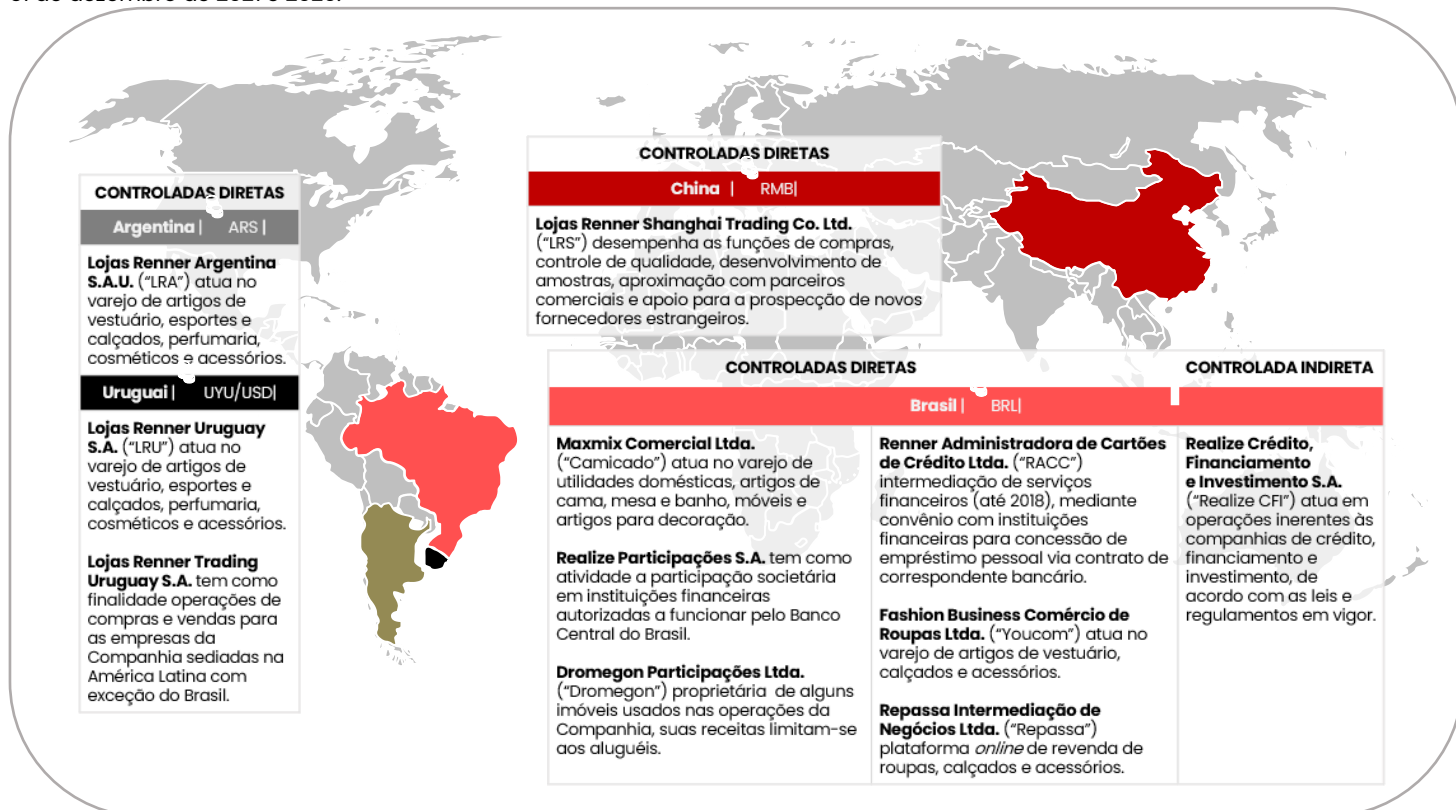 31 de dezembro de 2021 e 2020.
CONTROLADAS DIRETAS
Argentina | ARS |
Lojas Renner Argentina
S.A.U. (“LRA”) atua no
varejo de artigos de
vestuário, esportes e
calçados, perfumaria,
cosméticos e acessórios.
Uruguai | UYU/USD|
Lojas Renner Uruguay
S.A. (“LRU”) atua no
varejo de artigos de
vestuário, esportes e
calçados, perfumaria,
cosméticos e acessórios.
Lojas Renner Trading
Uruguay S.A. tem como
finalidade operações de
compras e vendas para
as empresas da
Companhia sediadas na
América Latina com
exceção do Brasil.
CONTROLADAS DIRETAS
China | RMB|
Lojas Renner Shanghai Trading Co. Ltd.
(“LRS”) desempenha as funções de compras,
controle de qualidade, desenvolvimento de
amostras, aproximação com parceiros
comerciais e apoio para a prospecção de novos
fornecedores estrangeiros.
CONTROLADAS DIRETAS
CONTROLADA INDIRETA
Brasil | BRL|
Maxmix Comercial Ltda.
(“Camicado”) atua no varejo de
utilidades domésticas, artigos de
cama, mesa e banho, móveis e
artigos para decoração.
Realize Participações S.A. tem como
atividade a participação societária
em instituições financeiras
autorizadas a funcionar pelo Banco
Central do Brasil.
Dromegon Participações Ltda.
(“Dromegon”) proprietária de alguns
imóveis usados nas operações da
Companhia, suas receitas limitam-se
aos aluguéis.
Renner Administradora de Cartões
de Crédito Ltda. (“RACC”)
intermediação de serviços
financeiros (até 2018), mediante
convênio com instituições
financeiras para concessão de
empréstimo pessoal via contrato de
correspondente bancário.
Fashion Business Comércio de
Roupas Ltda. (“Youcom”) atua no
varejo de artigos de vestuário,
calçados e acessórios.
Repassa Intermediação de
Negócios Ltda. (“Repassa”)
plataforma online de revenda de
roupas, calçados e acessórios.
Realize Crédito,
Financiamento
e Investimento S.A.
(“Realize CFI”) atua em
operações inerentes às
companhias de crédito,
financiamento e
investimento, de
acordo com as leis e
regulamentos em vigor.